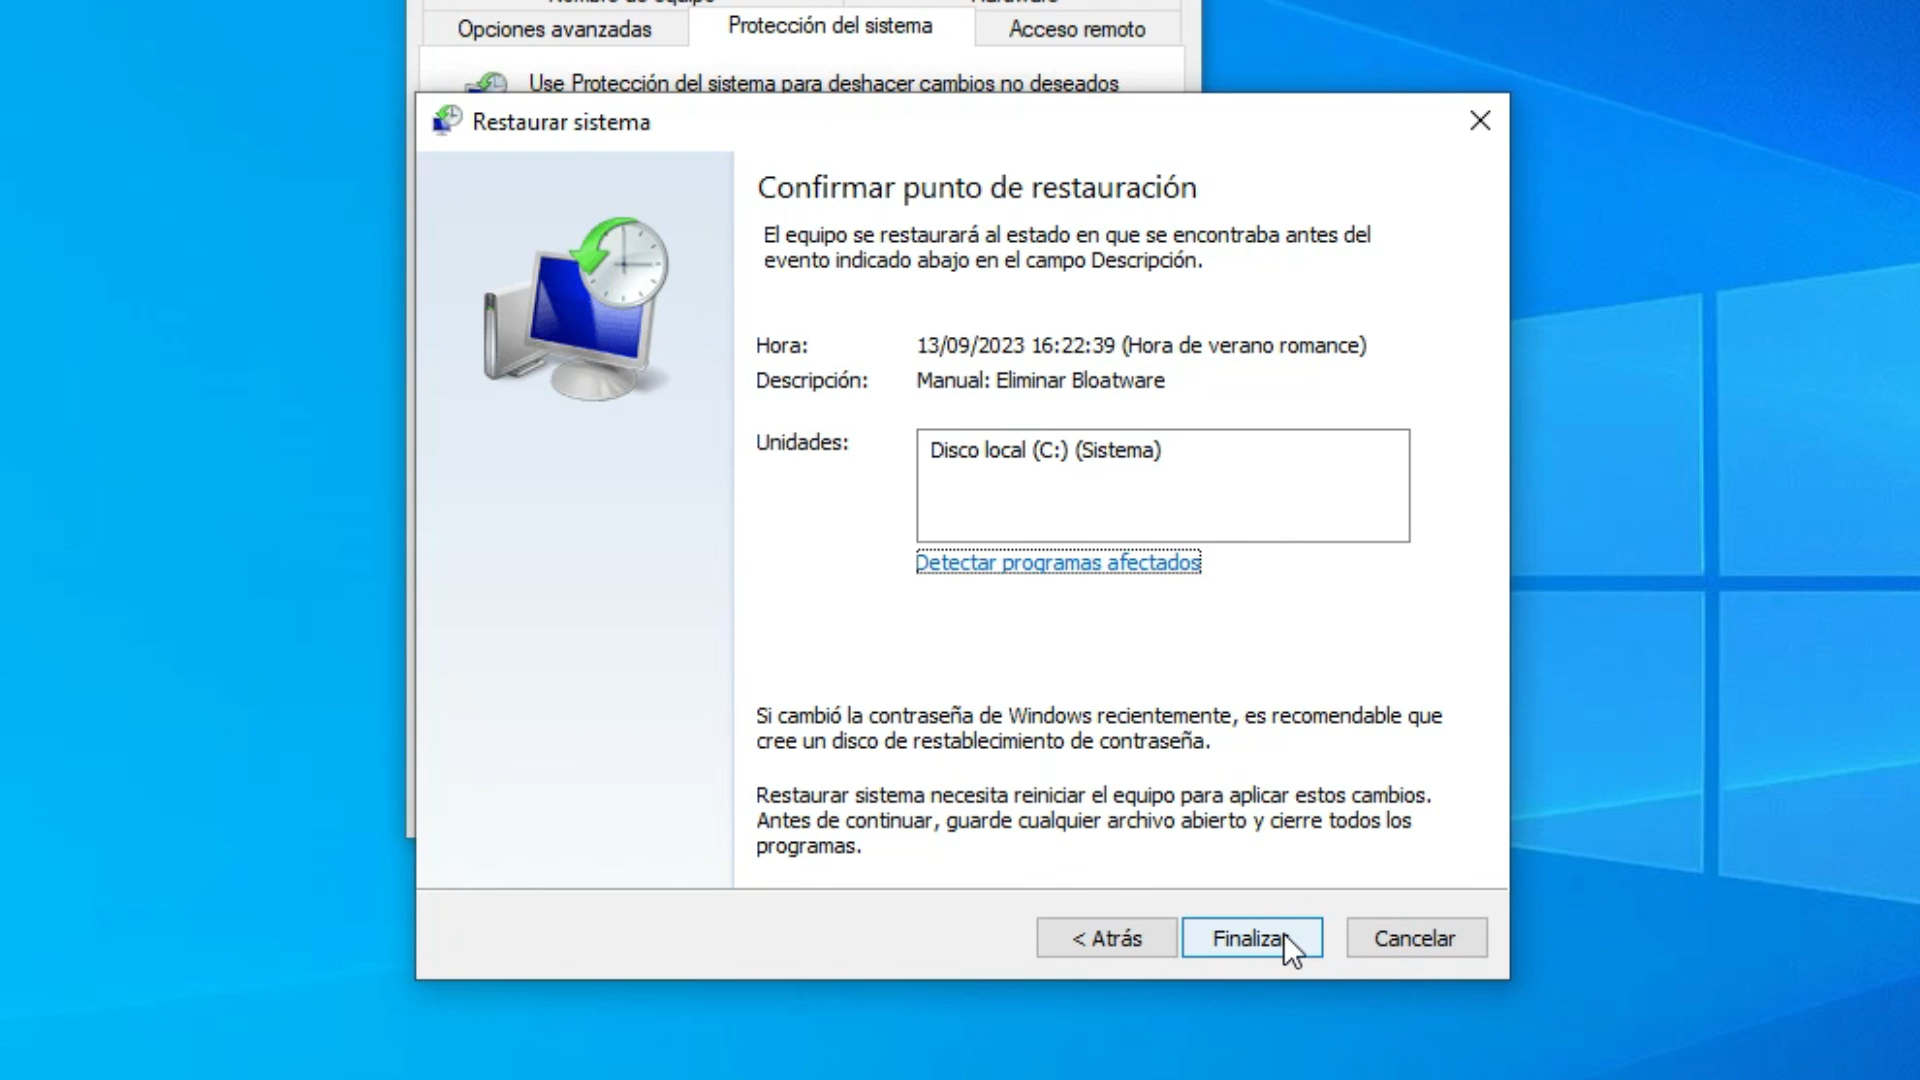 Opciones avanzadas
Protección del sistema
Acceso remoto
Use Protección del sistema para deshacer cambios no deseados
Restaurar sistema
Confirmar punto de restauración
El equipo se restaurará al estado en que se encontraba antes del
evento indicado abajo en el campo Descripción.
Hora: 13/09/2023 16:22:39 (Hora de verano romance)
Descripción: Manual: Eliminar Bloatware
Unidades: Disco local (C:) (Sistema)
Detectar programas afectados
Si cambió la contraseña de Windows recientemente, es recomendable que
cree un disco de restablecimiento de contraseña.
Restaurar sistema necesita reiniciar el equipo para aplicar estos cambios.
Antes de continuar, guarde cualquier archivo abierto y cierre todos los
programas.
< Atrás
Finalizar
Cancelar